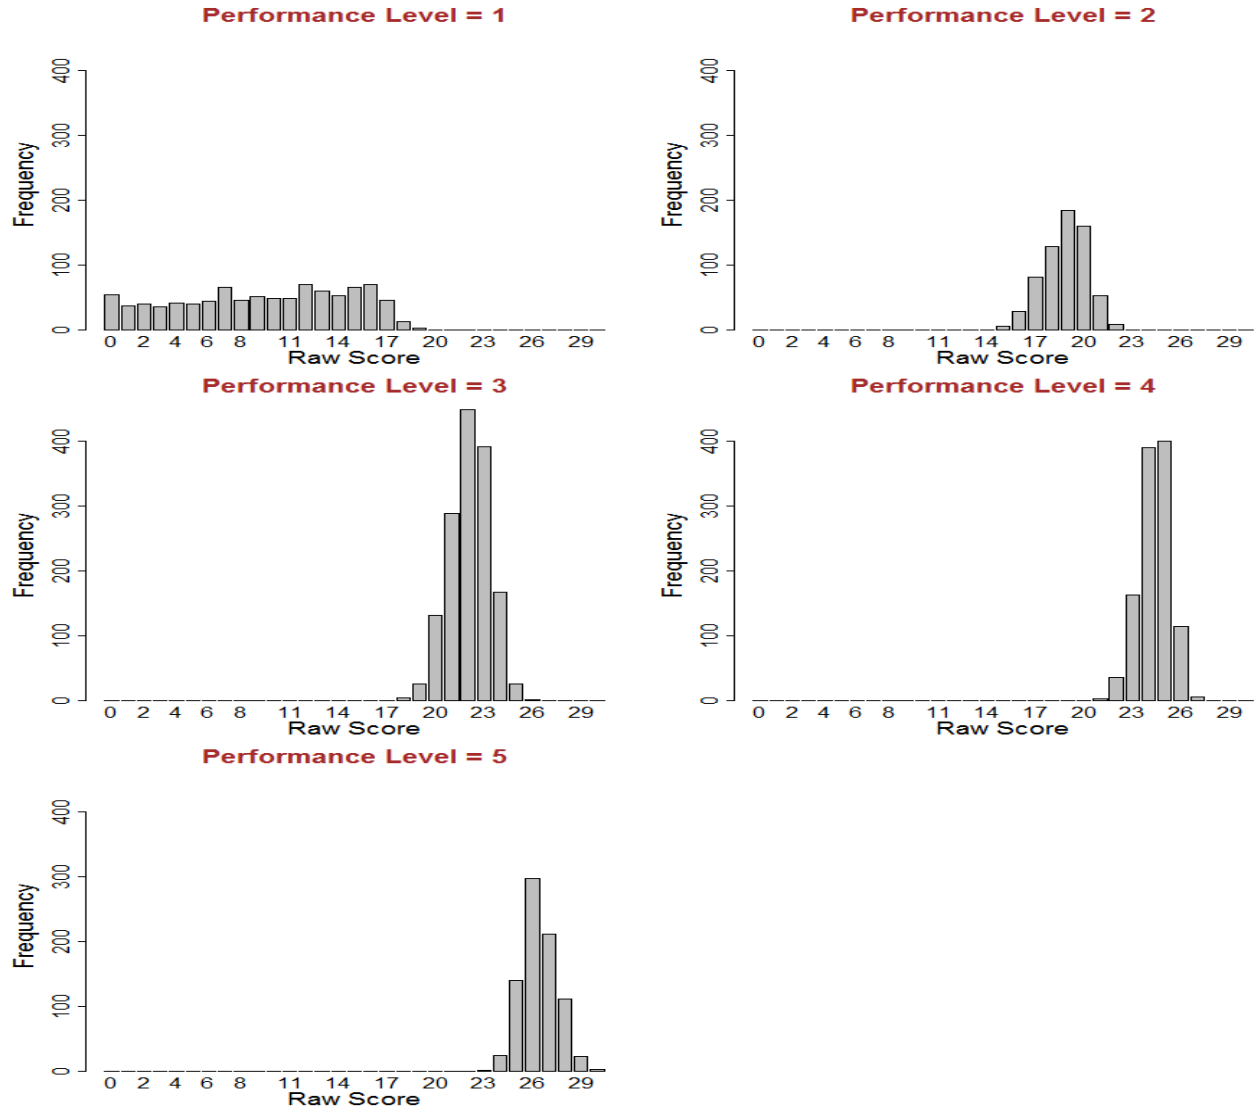 Performance Level = 1
Frequency
0 100 200 300 400
0 2 4 6 8 11 14 17 20 23 26 29
Raw Score
Performance Level = 2
Frequency
0 100 200 300 400
0 2 4 6 8 11 14 17 20 23 26 29
Raw Score
Performance Level = 3
Frequency
0 100 200 300 400
0 2 4 6 8 11 14 17 20 23 26 29
Raw Score
Performance Level = 4
Frequency
0 100 200 300 400
0 2 4 6 8 11 14 17 20 23 26 29
Raw Score
Performance Level = 5
Frequency
0 100 200 300 400
0 2 4 6 8 11 14 17 20 23 26 29
Raw Score